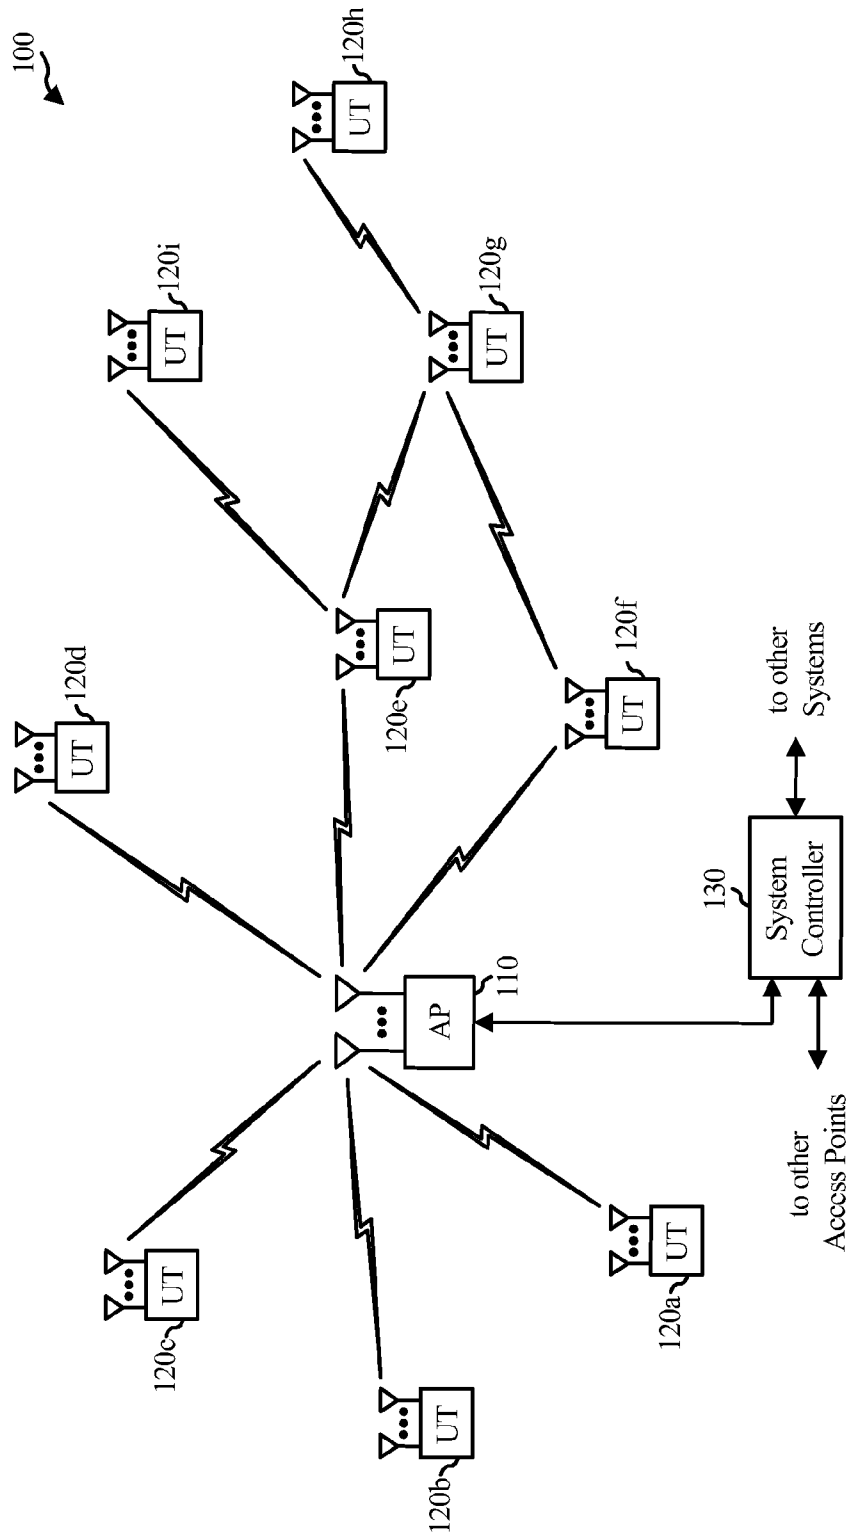 100
120d
UT
120c
UT
120i
UT
120h
UT
120e
UT
120b
UT
AP
110
120g
UT
120f
UT
120a
UT
130
System
Controller
to other
Systems
to other
Access Points